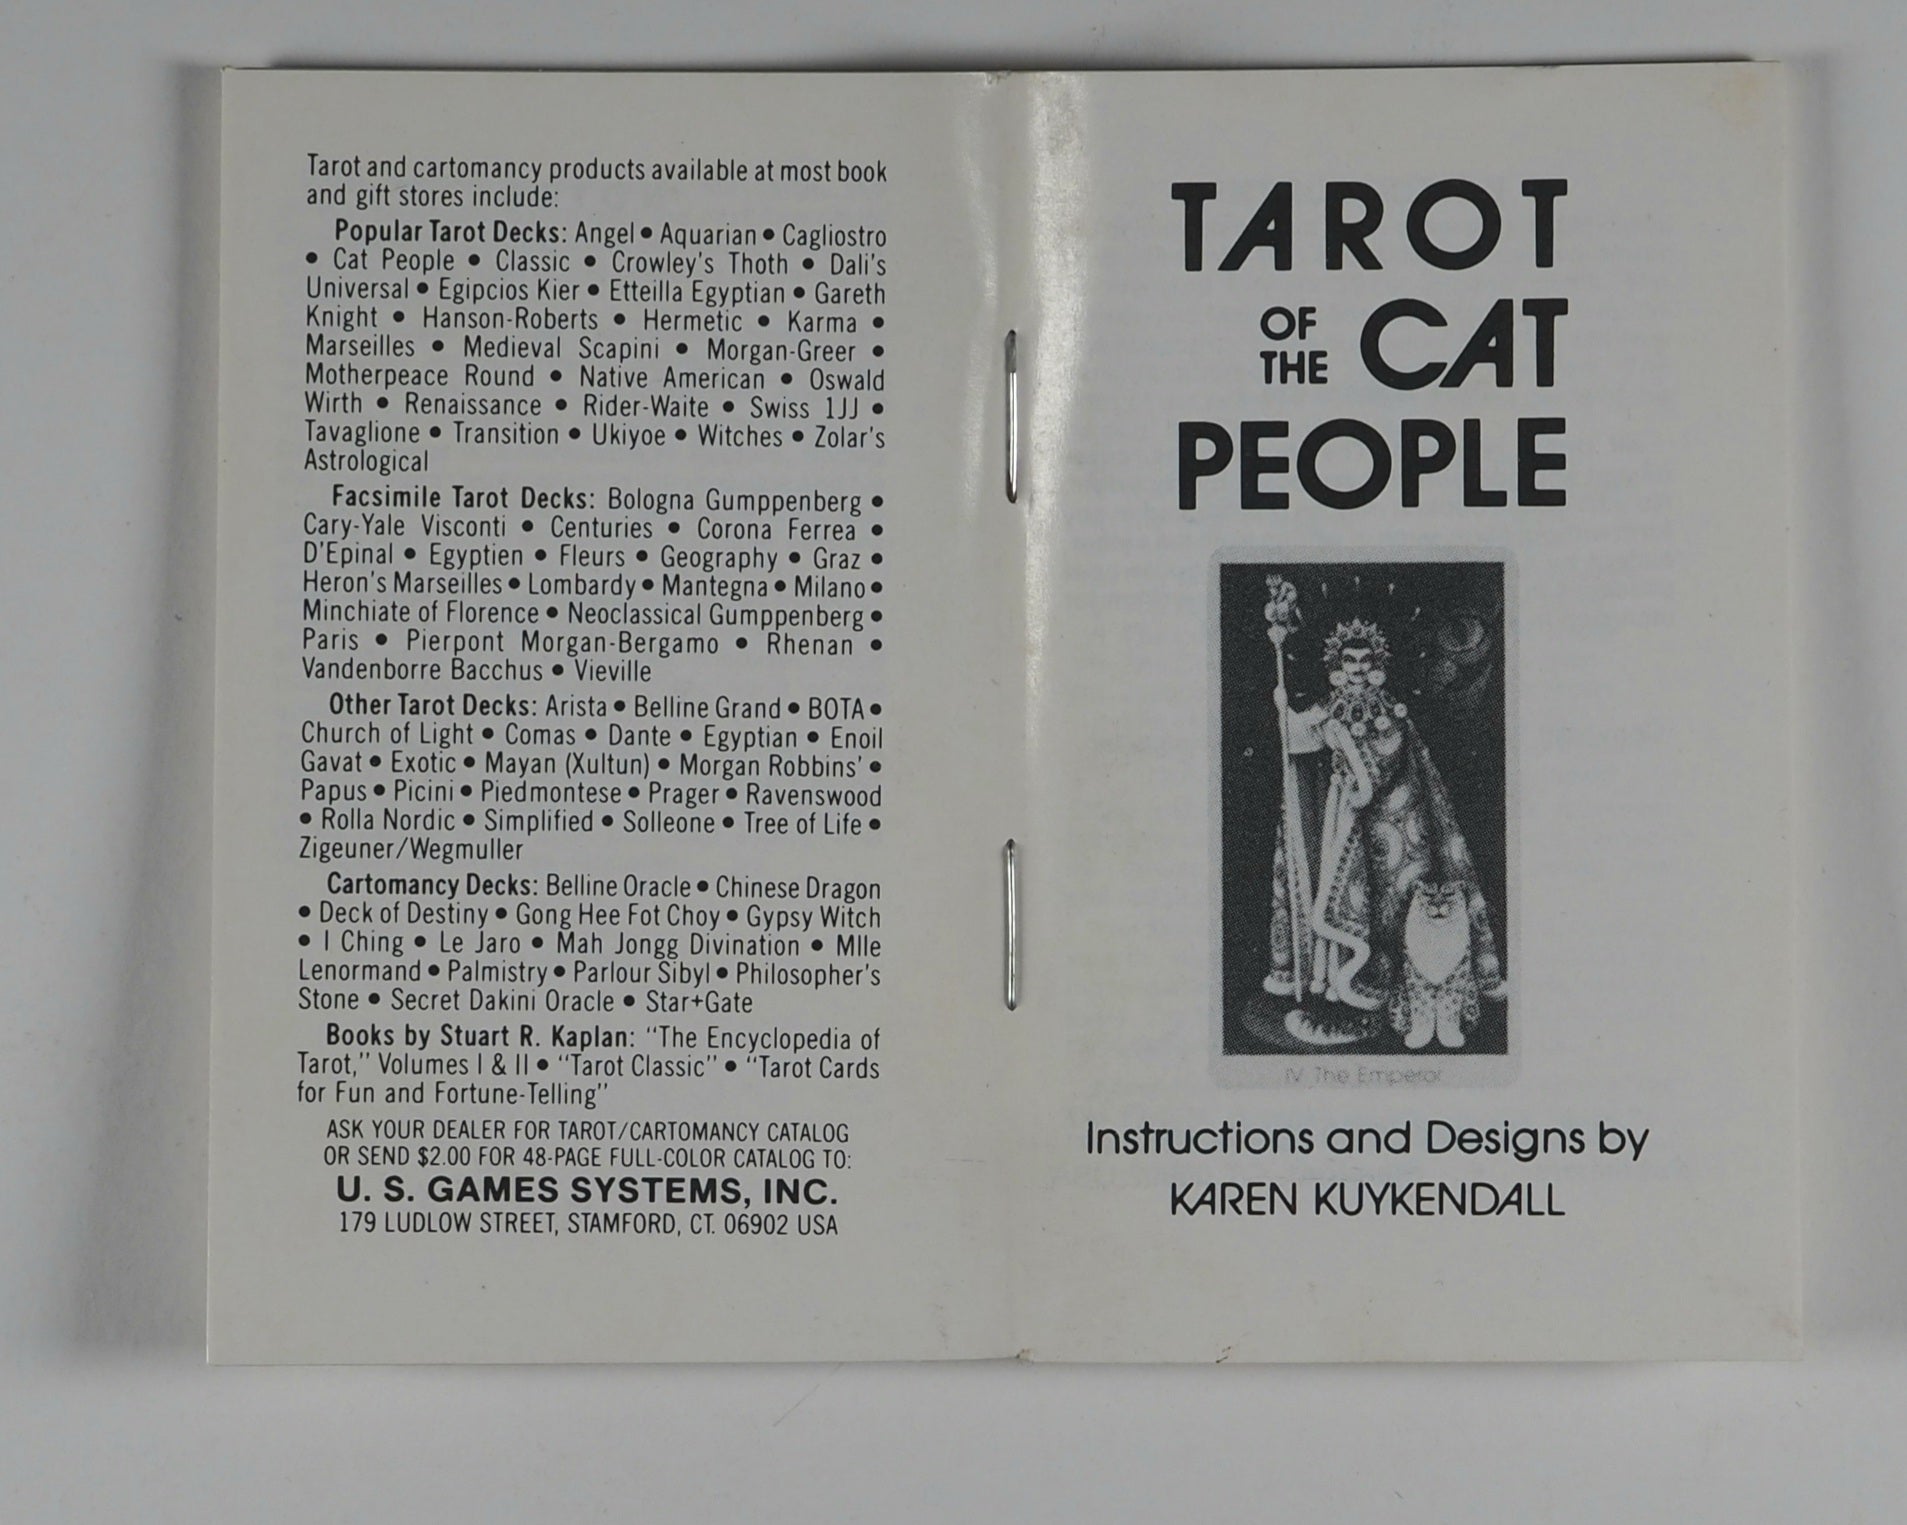 Tarot and cartomancy products available at most book
and gift stores include:
Popular Tarot Decks: Angel • Aquarian • Cagliostro
• Cat People • Classic • Crowley's Thoth • Dali's
Universal • Egipcios Kier • Etteilla Egyptian • Gareth
Knight • Hanson-Roberts • Hermetic • Karma •
Marseilles • Medieval Scapini • Morgan-Greer •
Motherpeace Round • Native American • Oswald
Wirth • Renaissance • Rider-Waite • Swiss 1JJ •
Tavaglione • Transition • Ukiyoe • Witches • Zolar's
Astrological
Facsimile Tarot Decks: Bologna Gumppenberg •
Cary-Yale Visconti • Centuries • Corona Ferrea •
D'Epinal • Egyptien • Fleurs • Geography • Graz •
Heron's Marseilles • Lombardy • Mantegna • Milano •
Minchiate of Florence • Neoclassical Gumppenberg •
Paris • Pierpont Morgan-Bergamo • Rhenan •
Vandenborre Bacchus • Vieville
Other Tarot Decks: Arista • Belline Grand • BOTA •
Church of Light • Comas • Dante • Egyptian • Enoil
Gavat • Exotic • Mayan (Xultun) • Morgan Robbins' •
Papus • Picini • Piedmontese • Prager • Ravenswood
• Rolla Nordic • Simplified • Solleone • Tree of Life •
Zigeuner/Wegmuller
Cartomancy Decks: Belline Oracle • Chinese Dragon
• Deck of Destiny • Gong Hee Fot Choy • Gypsy Witch
• I Ching • Le Jaro • Mah Jongg Divination • Mlle
Lenormand • Palmistry • Parlour Sibyl • Philosopher's
Stone • Secret Dakini Oracle • Star+Gate
Books by Stuart R. Kaplan: "The Encyclopedia of
Tarot," Volumes I & II • "Tarot Classic" • "Tarot Cards
for Fun and Fortune-Telling"
ASK YOUR DEALER FOR TAROT/CARTOMANCY CATALOG
OR SEND $2.00 FOR 48-PAGE FULL-COLOR CATALOG TO:
U. S. GAMES SYSTEMS, INC.
179 LUDLOW STREET, STAMFORD, CT. 06902 USA
TAROT
OF THE CAT
PEOPLE
IV The Emperor
Instructions and Designs by
KAREN KUYKENDALL